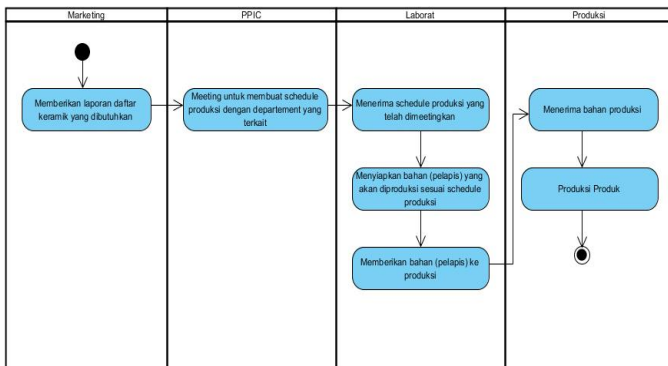 Marketing
PPIC
Laborat
Produksi
Memberikan laporan daftar
keramik yang dibutuhkan
Meeting untuk membuat schedule
produksi dengan departement yang
terkait
Menerima schedule produksi yang
telah dimeetingkan
Menyiapkan bahan (pelapis) yang
akan diproduksi sesuai schedule
produksi
Memberikan bahan (pelapis) ke
produksi
Menerima bahan produksi
Produksi Produk